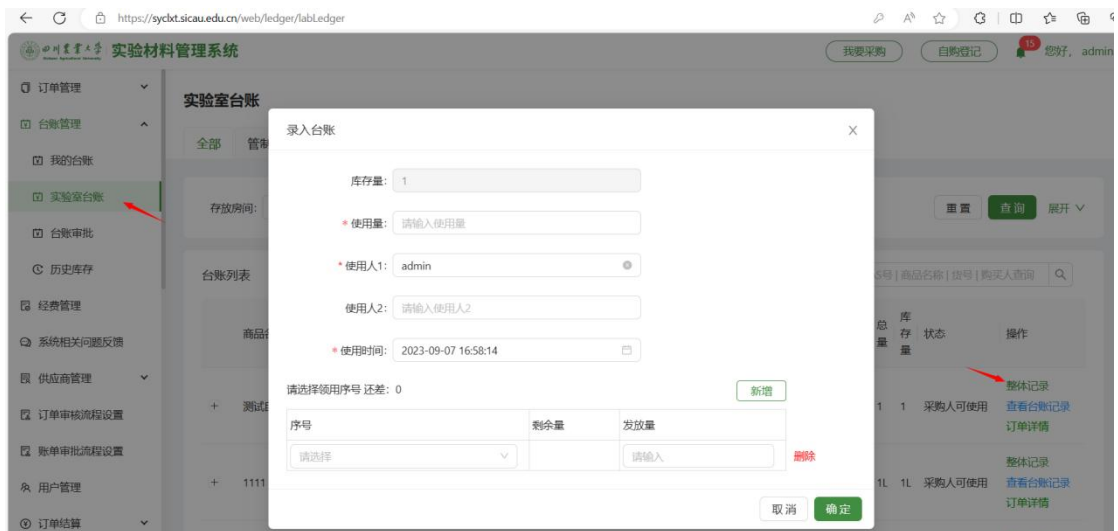 https://syclxt.sicau.edu.cn/web/ledger/labLedger
四川农业大学 实验材料管理系统
我要采购
自购登记
15
您好，admin
订单管理
台账管理
我的台账
实验室台账
台账审批
历史库存
经费管理
系统相关问题反馈
供应商管理
订单审核流程设置
账单审批流程设置
用户管理
订单结算
实验室台账
全部 管制
存放房间:
重置 查询 展开
台账列表
商品名称 | 货号 | 购买人查询
总量 库存量 状态 操作
录入台账
库存量: 1
* 使用量: 请输入使用量
* 使用人1: admin
使用人2: 请输入使用人2
* 使用时间: 2023-09-07 16:58:14
请选择领用序号 还差: 0 新增
序号 剩余量 发放量
请选择 请输入 删除
取消 确定
+ 测试 1 1 采购人可使用 整体记录
查看台账记录
订单详情
+ 1111 1L 1L 采购人可使用 整体记录
查看台账记录
订单详情